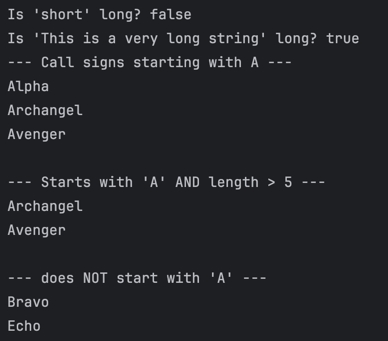 Is 'short' long? false
Is 'This is a very long string' long? true
--- Call signs starting with A ---
Alpha
Archangel
Avenger

--- Starts with 'A' AND length > 5 ---
Archangel
Avenger

--- does NOT start with 'A' ---
Bravo
Echo